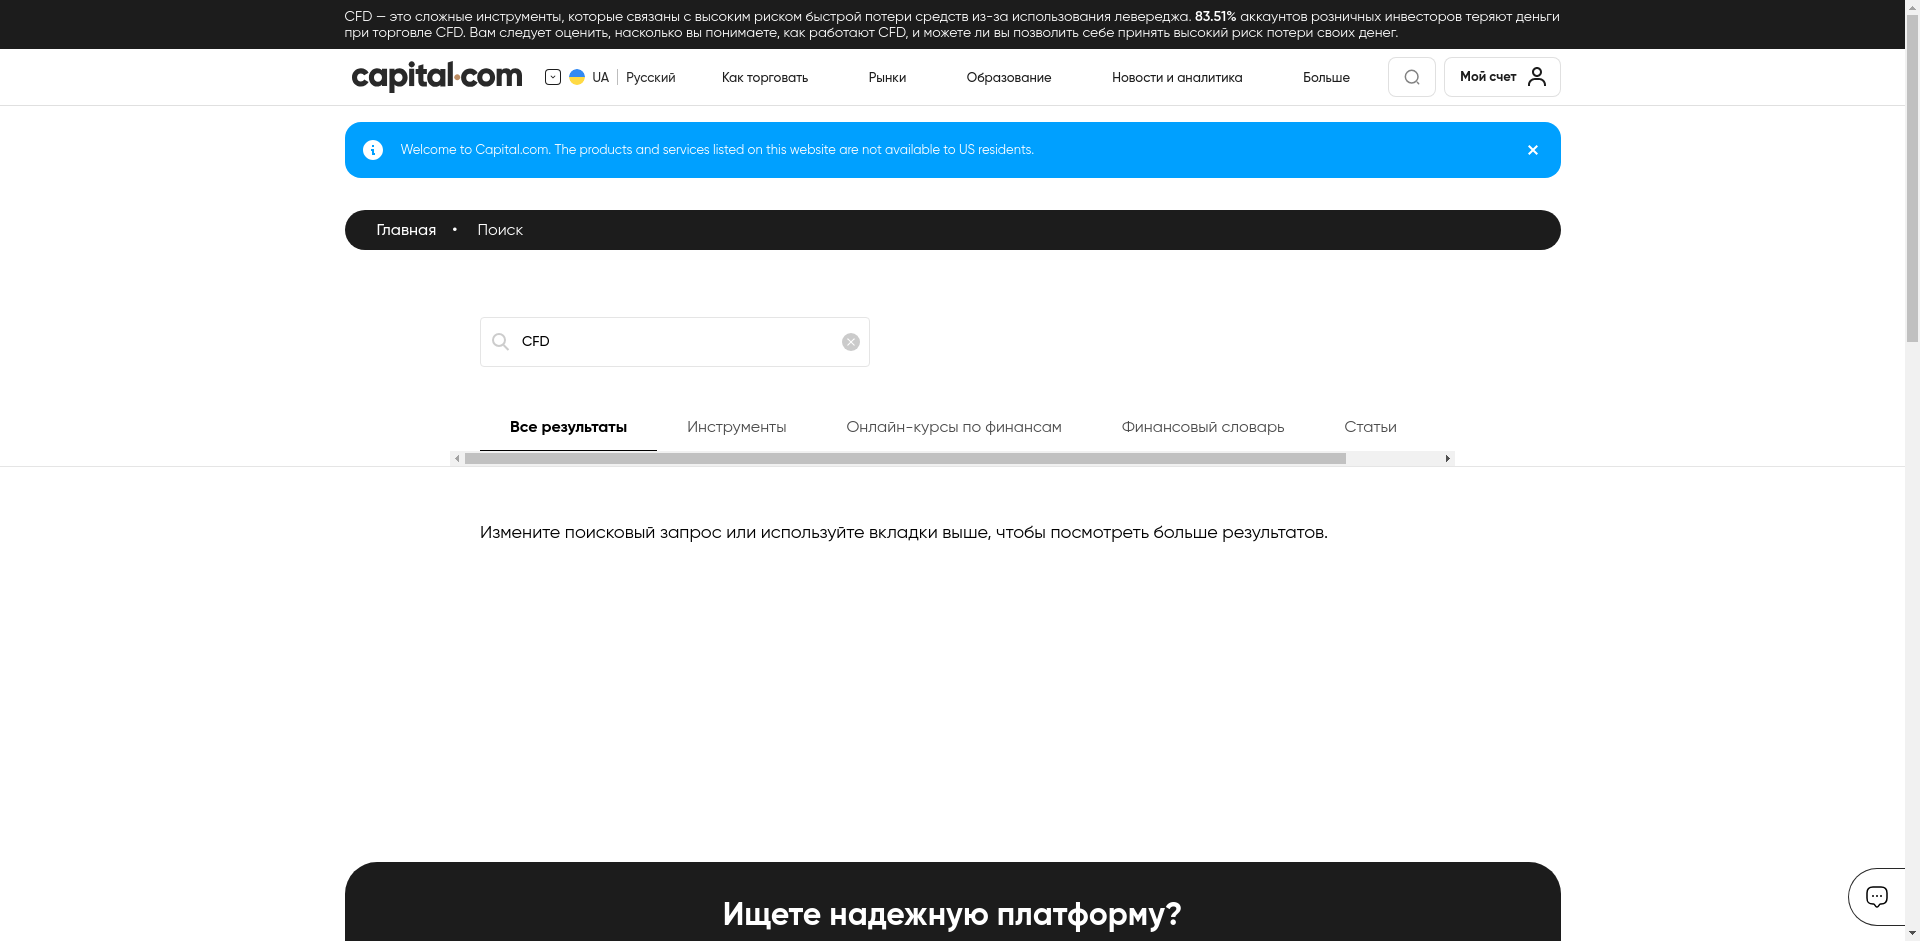 CFD — это сложные инструменты, которые связаны с высоким риском быстрой потери средств из-за использования левереджа. 83.51% аккаунтов розничных инвесторов теряют деньги
при торговле CFD. Вам следует оценить, насколько вы понимаете, как работают CFD, и можете ли вы позволить себе принять высокий риск потери своих денег.
capital.com UA Русский Как торговать Рынки Образование Новости и аналитика Больше Мой счет
Welcome to Capital.com. The products and services listed on this website are not available to US residents.
Главная • Поиск
CFD
Все результаты Инструменты Онлайн-курсы по финансам Финансовый словарь Статьи
Измените поисковый запрос или используйте вкладки выше, чтобы посмотреть больше результатов.
Ищете надежную платформу?